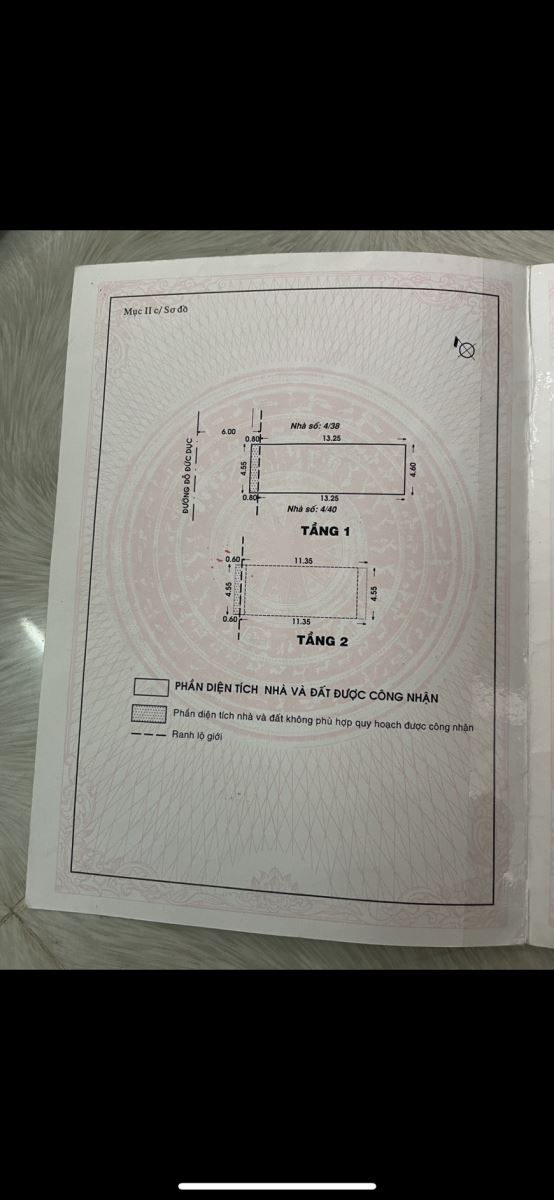 Mục II c/ Sơ đồ
6.00
Nhà số: 4/38
0.80
13.25
ĐƯỜNG ĐỖ ĐỨC DỤC
4.55
4.60
0.80
13.25
Nhà số: 4/40
TẦNG 1
0.60
11.35
4.55
4.55
0.60
11.35
TẦNG 2
PHẦN DIỆN TÍCH NHÀ VÀ ĐẤT ĐƯỢC CÔNG NHẬN
Phần diện tích nhà và đất không phù hợp quy hoạch được công nhận
Ranh lộ giới